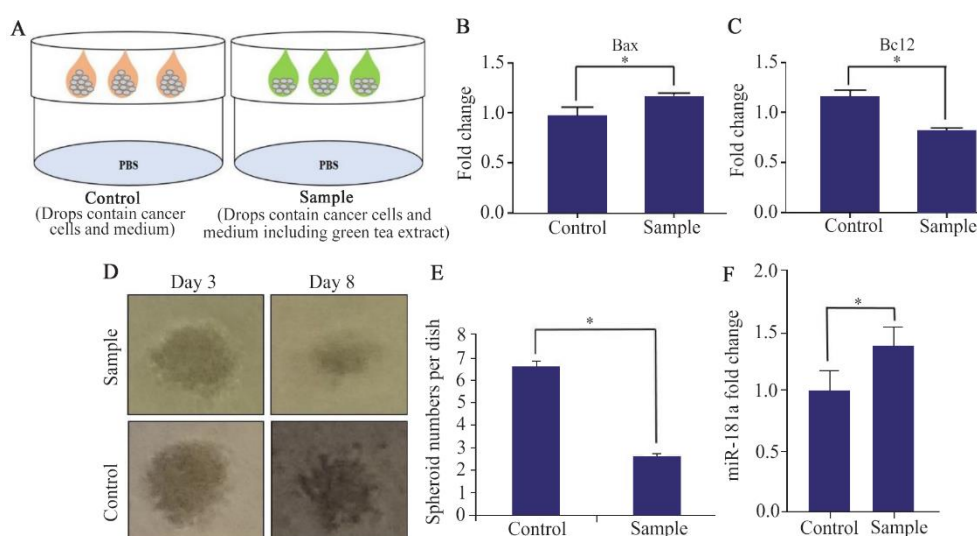 A
PBS
PBS
Control
(Drops contain cancer
cells and medium)
Sample
(Drops contain cancer cells and
medium including green tea extract)
B
Bax
*
Fold change
1.5
1.0
0.5
0.0
Control
Sample
C
Bc12
*
Fold change
1.5
1.0
0.5
0.0
Control
Sample
D
Day 3
Day 8
Sample
Control
E
*
Spheroid numbers per dish
8
7
6
5
4
3
2
1
0
Control
Sample
F
*
miR-181a fold change
2.0
1.5
1.0
0.5
0.0
Control
Sample